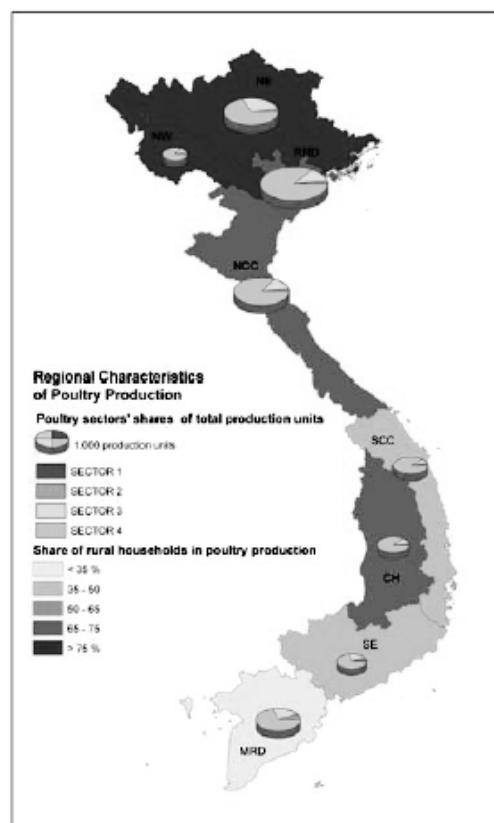 NE
NW
RRD
NCC
Regional Characteristics
of Poultry Production
Poultry sectors' shares of total production units
1.000 production units
SECTOR 1
SECTOR 2
SECTOR 3
SECTOR 4
Share of rural households in poultry production
< 35 %
35 - 50
50 - 65
65 - 75
> 75 %
SCC
CH
SE
MRD